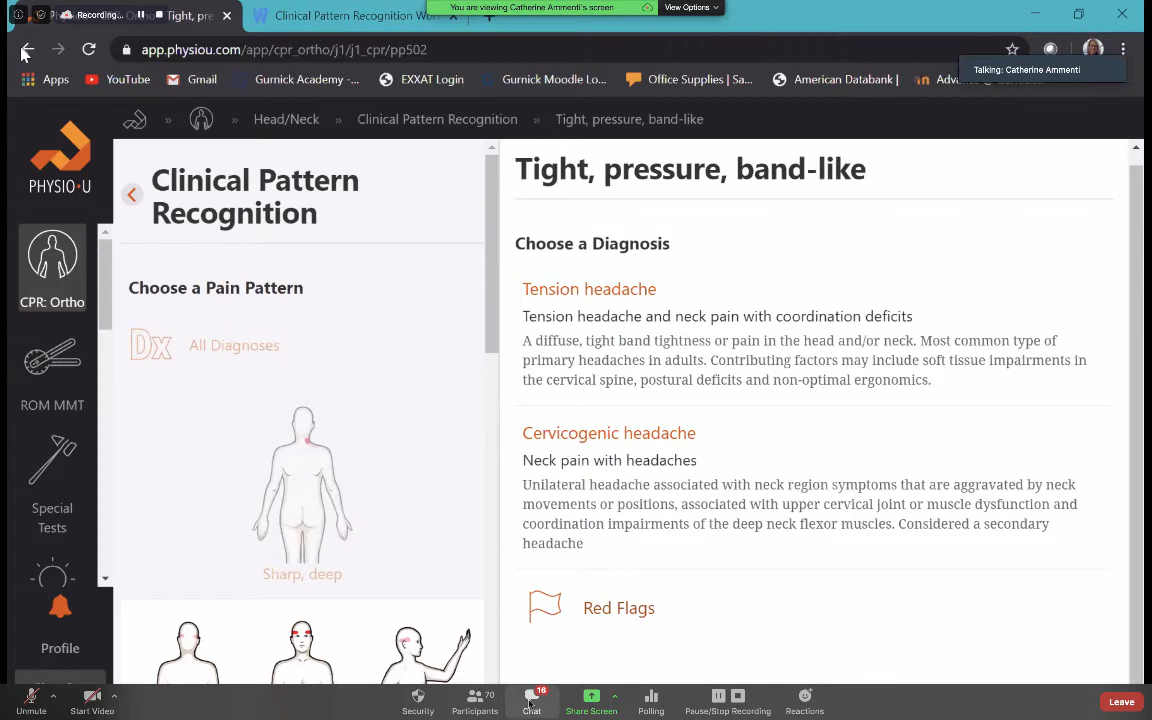 Recording...
Tight, pre
Clinical Pattern Recognition Wo
You are viewing Catherine Ammenti's screen
View Options
app.physiou.com/app/cpr_ortho/j1/j1_cpr/pp502
Talking: Catherine Ammenti
Apps
YouTube
Gmail
Gurnick Academy -...
EXXAT Login
Gurnick Moodle Lo...
Office Supplies | Sa...
American Databank |
in
PHYSIO•U
» » Head/Neck » Clinical Pattern Recognition » Tight, pressure, band-like
CPR: Ortho
ROM MMT
Special
Tests
Profile
Clinical Pattern
Recognition
Choose a Pain Pattern
Dx All Diagnoses
Sharp, deep
Tight, pressure, band-like
Choose a Diagnosis
Tension headache
Tension headache and neck pain with coordination deficits
A diffuse, tight band tightness or pain in the head and/or neck. Most common type of
primary headaches in adults. Contributing factors may include soft tissue impairments in
the cervical spine, postural deficits and non-optimal ergonomics.
Cervicogenic headache
Neck pain with headaches
Unilateral headache associated with neck region symptoms that are aggravated by neck
movements or positions, associated with upper cervical joint or muscle dysfunction and
coordination impairments of the deep neck flexor muscles. Considered a secondary
headache
Red Flags
Unmute
Start Video
Security
Participants
70
Chat
16
Share Screen
Polling
Pause/Stop Recording
Reactions
Leave